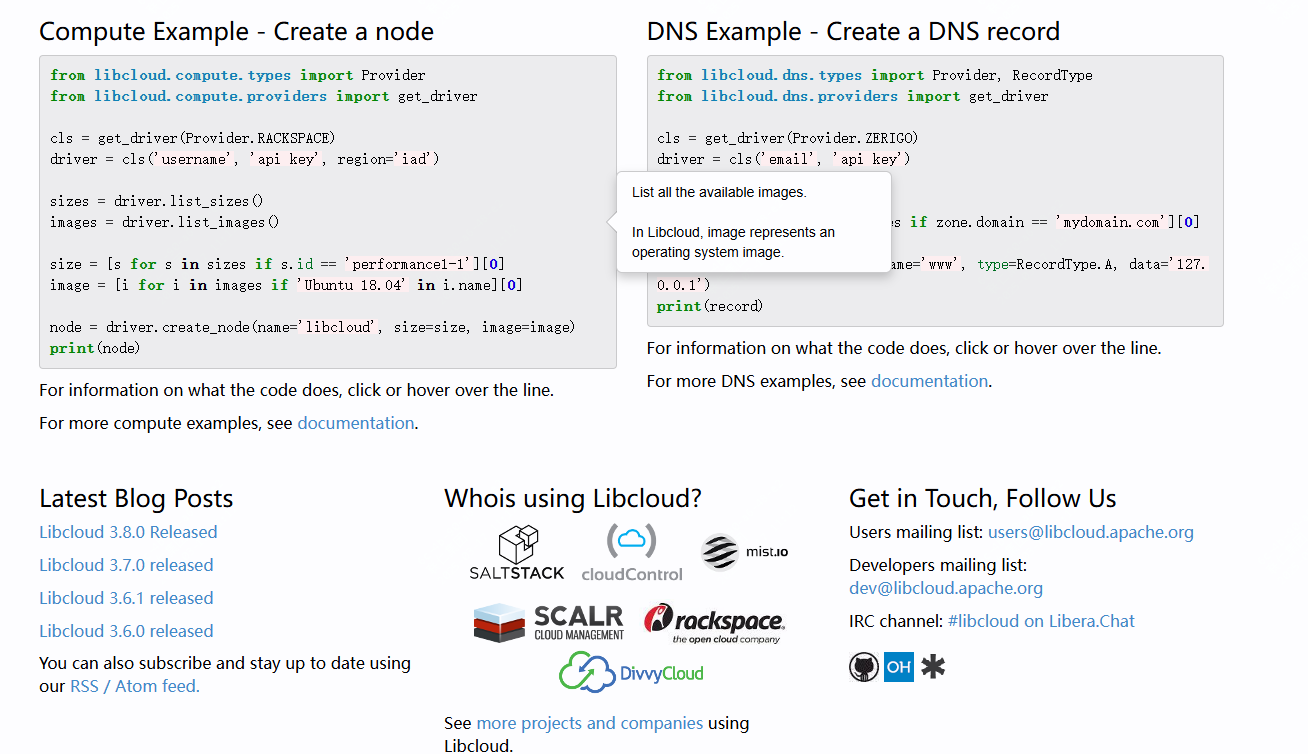 Compute Example - Create a node
from libcloud.compute.types import Provider
from libcloud.compute.providers import get_driver
cls = get_driver(Provider.RACKSPACE)
driver = cls('username', 'api key', region='iad')
sizes = driver.list_sizes()
images = driver.list_images()
size = [s for s in sizes if s.id == 'performance1-1'][0]
image = [i for i in images if 'Ubuntu 18.04' in i.name][0]
node = driver.create_node(name='libcloud', size=size, image=image)
print(node)
For information on what the code does, click or hover over the line.
For more compute examples, see documentation.
DNS Example - Create a DNS record
from libcloud.dns.types import Provider, RecordType
from libcloud.dns.providers import get_driver
cls = get_driver(Provider.ZERIGO)
driver = cls('email', 'api key')
List all the available images.
In Libcloud, image represents an
operating system image.
if zone.domain == 'mydomain.com'][0]
ame='www', type=RecordType.A, data='127.
0.0.1')
print(record)
For information on what the code does, click or hover over the line.
For more DNS examples, see documentation.
Latest Blog Posts
Libcloud 3.8.0 Released
Libcloud 3.7.0 released
Libcloud 3.6.1 released
Libcloud 3.6.0 released
You can also subscribe and stay up to date using
our RSS / Atom feed.
Whois using Libcloud?
SALTSTACK
cloudControl
mist.io
SCALR
CLOUD MANAGEMENT
rackspace.
the open cloud company
DivvyCloud
See more projects and companies using
Libcloud.
Get in Touch, Follow Us
Users mailing list: users@libcloud.apache.org
Developers mailing list:
dev@libcloud.apache.org
IRC channel: #libcloud on Libera.Chat
OH